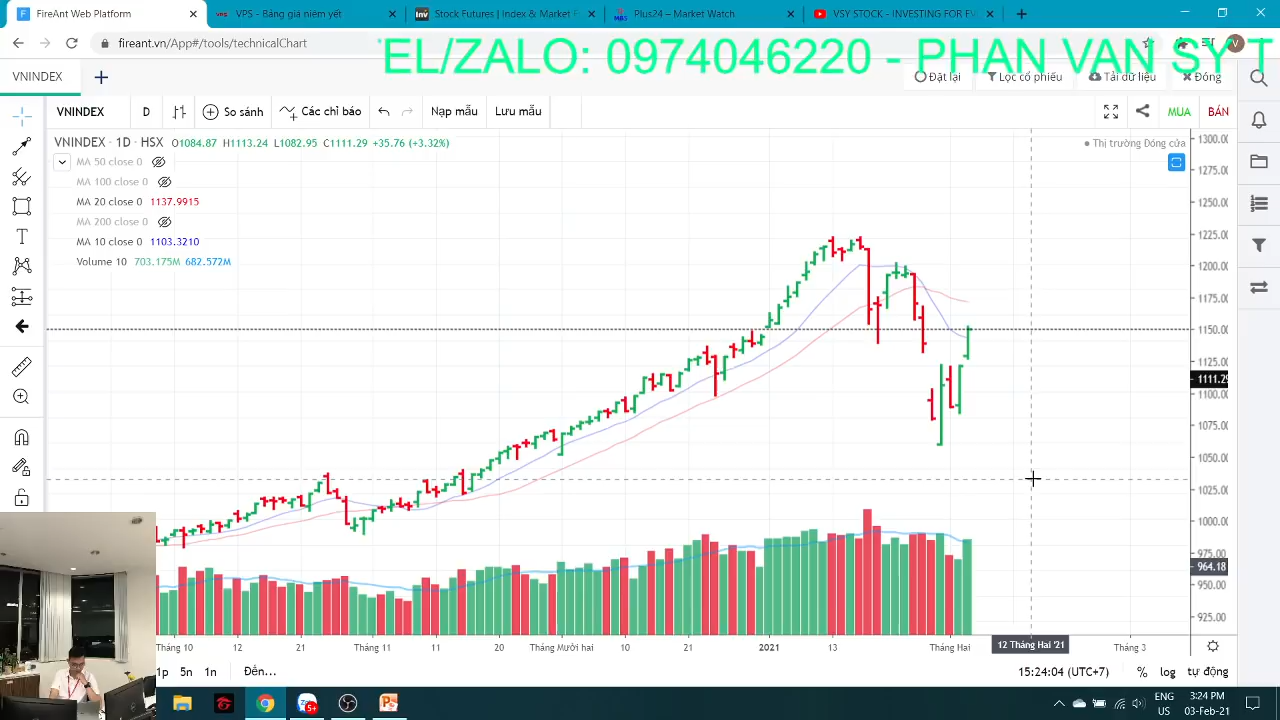 FireAnt Web Platform
VPS - Bảng giá niêm yết
Stock Futures | Index & Market F
Plus24 – Market Watch
VSY STOCK - INVESTING FOR EV
fireant.vn/App#/tools/technicalChart
EL/ZALO: 0974046220 - PHAN VAN SY T
VNINDEX
Đặt lại
Lọc cổ phiếu
Tải dữ liệu
Đóng
VNINDEX D So sánh Các chỉ báo Nạp mẫu Lưu mẫu MUA BÁN
VNINDEX · 1D · HSX O1084.87 H1113.24 L1082.95 C1111.29 +35.76 (+3.32%)
Thị trường Đóng cửa
MA 50 close 0
MA 100 close 0
MA 20 close 0 1137.9915
MA 200 close 0
MA 10 close 0 1103.3210
Volume 10 703.75M 682.572M
1300.00
1275.00
1250.00
1225.00
1200.00
1175.00
1150.00
1125.00
1111.29
1100.00
1075.00
1050.00
1025.00
1000.00
975.00
964.18
950.00
925.00
Tháng 10 12 21 Tháng 11 11 20 Tháng Mười hai 10 21 2021 13 Tháng Hai 12 Tháng Hai '21 Tháng 3
1p 5n 1n Đến... 15:24:04 (UTC+7) % log tự động
ENG 3:24 PM
US 03-Feb-21